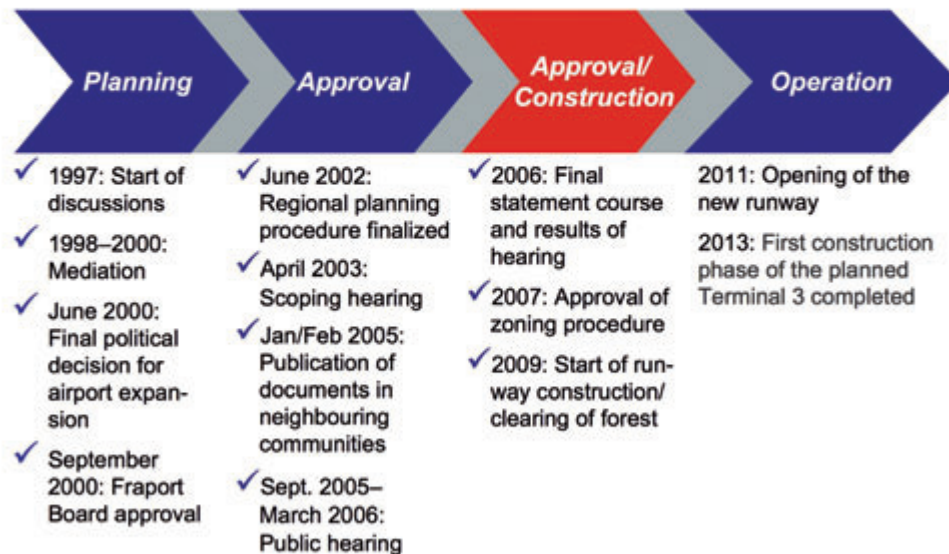 Planning
Approval
Approval/
Construction
Operation
1997: Start of
discussions
1998–2000:
Mediation
June 2000:
Final political
decision for
airport expan-
sion
September
2000: Fraport
Board approval
June 2002:
Regional planning
procedure finalized
April 2003:
Scoping hearing
Jan/Feb 2005:
Publication of
documents in
neighbouring
communities
Sept. 2005–
March 2006:
Public hearing
2006: Final
statement course
and results of
hearing
2007: Approval of
zoning procedure
2009: Start of run-
way construction/
clearing of forest
2011: Opening of the
new runway
2013: First construction
phase of the planned
Terminal 3 completed